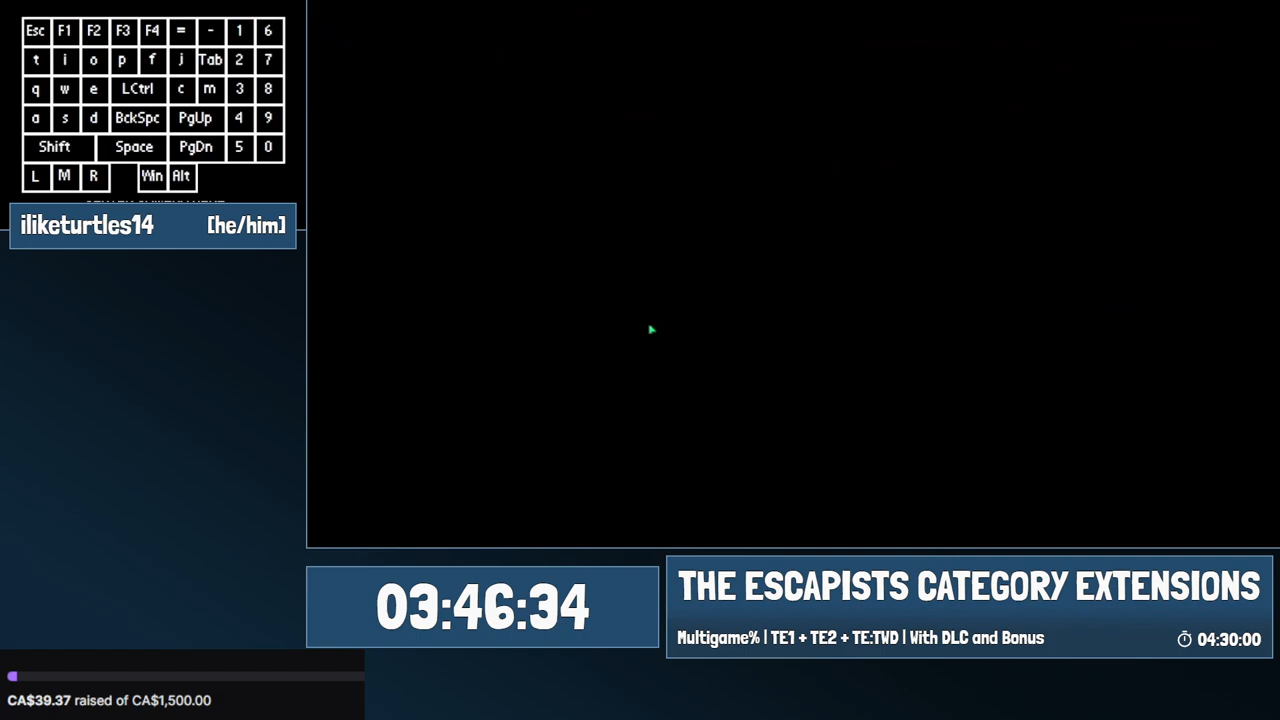 Esc F1 F2 F3 F4 = - 1 6
t i o p f j Tab 2 7
q w e LCtrl c m 3 8
a s d BckSpc PgUp 4 9
Shift Space PgDn 5 0
L M R Win Alt
iliketurtles14 [he/him]
03:46:34
THE ESCAPISTS CATEGORY EXTENSIONS
Multigame% | TE1 + TE2 + TE:TWD | With DLC and Bonus 04:30:00
CA$39.37 raised of CA$1,500.00